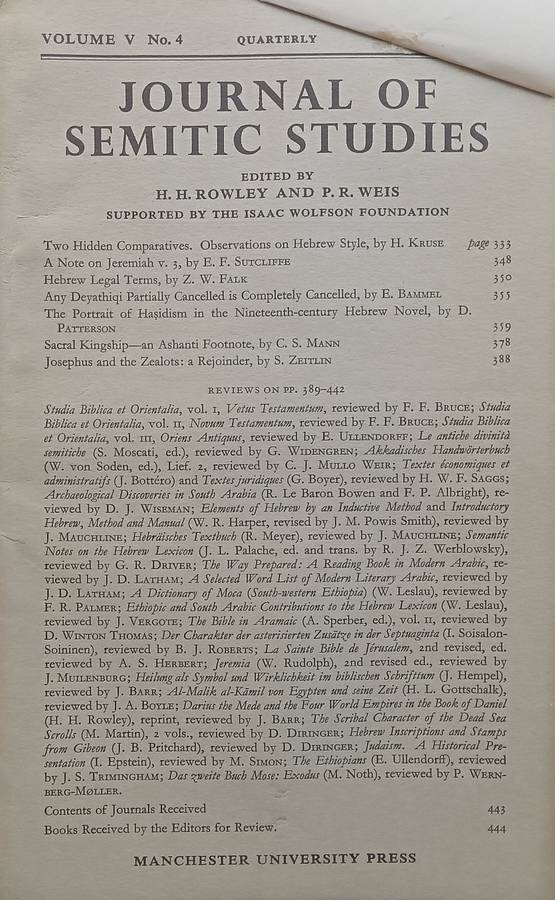 VOLUME V No. 4 QUARTERLY
JOURNAL OF
SEMITIC STUDIES
EDITED BY
H. H. ROWLEY AND P. R. WEIS
SUPPORTED BY THE ISAAC WOLFSON FOUNDATION
Two Hidden Comparatives. Observations on Hebrew Style, by H. KRUSE page 333
A Note on Jeremiah v. 3, by E. F. SUTCLIFFE 348
Hebrew Legal Terms, by Z. W. FALK 350
Any Deyathiqi Partially Cancelled is Completely Cancelled, by E. BAMMEL 355
The Portrait of Ḥaṣidism in the Nineteenth-century Hebrew Novel, by D.
PATTERSON 359
Sacral Kingship—an Ashanti Footnote, by C. S. MANN 378
Josephus and the Zealots: a Rejoinder, by S. ZEITLIN 388
REVIEWS ON PP. 389–442
Studia Biblica et Orientalia, vol. I, Vetus Testamentum, reviewed by F. F. BRUCE; Studia
Biblica et Orientalia, vol. II, Novum Testamentum, reviewed by F. F. BRUCE; Studia Biblica
et Orientalia, vol. III, Oriens Antiquus, reviewed by E. ULLENDORFF; Le antiche divinità
semitiche (S. Moscati, ed.), reviewed by G. WIDENGREN; Akkadisches Handwörterbuch
(W. von Soden, ed.), Lief. 2, reviewed by C. J. MULLO WEIR; Textes économiques et
administratifs (J. Bottéro) and Textes juridiques (G. Boyer), reviewed by H. W. F. SAGGS;
Archaeological Discoveries in South Arabia (R. Le Baron Bowen and F. P. Albright), re-
viewed by D. J. WISEMAN; Elements of Hebrew by an Inductive Method and Introductory
Hebrew, Method and Manual (W. R. Harper, revised by J. M. Powis Smith), reviewed by
J. MAUCHLINE; Hebräisches Textbuch (R. Meyer), reviewed by J. MAUCHLINE; Semantic
Notes on the Hebrew Lexicon (J. L. Palache, ed. and trans. by R. J. Z. Werblowsky),
reviewed by G. R. DRIVER; The Way Prepared: A Reading Book in Modern Arabic, re-
viewed by J. D. LATHAM; A Selected Word List of Modern Literary Arabic, reviewed by
J. D. LATHAM; A Dictionary of Moca (South-western Ethiopia) (W. Leslau), reviewed by
F. R. PALMER; Ethiopic and South Arabic Contributions to the Hebrew Lexicon (W. Leslau),
reviewed by J. VERGOTE; The Bible in Aramaic (A. Sperber, ed.), vol. II, reviewed by
D. WINTON THOMAS; Der Charakter der asterisierten Zusätze in der Septuaginta (I. Soisalon-
Soininen), reviewed by B. J. ROBERTS; La Sainte Bible de Jérusalem, 2nd revised, ed.
reviewed by A. S. HERBERT; Jeremia (W. Rudolph), 2nd revised ed., reviewed by
J. MUILENBURG; Heilung als Symbol und Wirklichkeit im biblischen Schrifttum (J. Hempel),
reviewed by J. BARR; Al-Malik al-Kāmil von Egypten und seine Zeit (H. L. Gottschalk),
reviewed by J. A. BOYLE; Darius the Mede and the Four World Empires in the Book of Daniel
(H. H. Rowley), reprint, reviewed by J. BARR; The Scribal Character of the Dead Sea
Scrolls (M. Martin), 2 vols., reviewed by D. DIRINGER; Hebrew Inscriptions and Stamps
from Gibeon (J. B. Pritchard), reviewed by D. DIRINGER; Judaism. A Historical Pre-
sentation (I. Epstein), reviewed by M. SIMON; The Ethiopians (E. Ullendorff), reviewed
by J. S. TRIMINGHAM; Das zweite Buch Mose: Exodus (M. Noth), reviewed by P. WERN-
BERG-MØLLER.
Contents of Journals Received 443
Books Received by the Editors for Review. 444
MANCHESTER UNIVERSITY PRESS